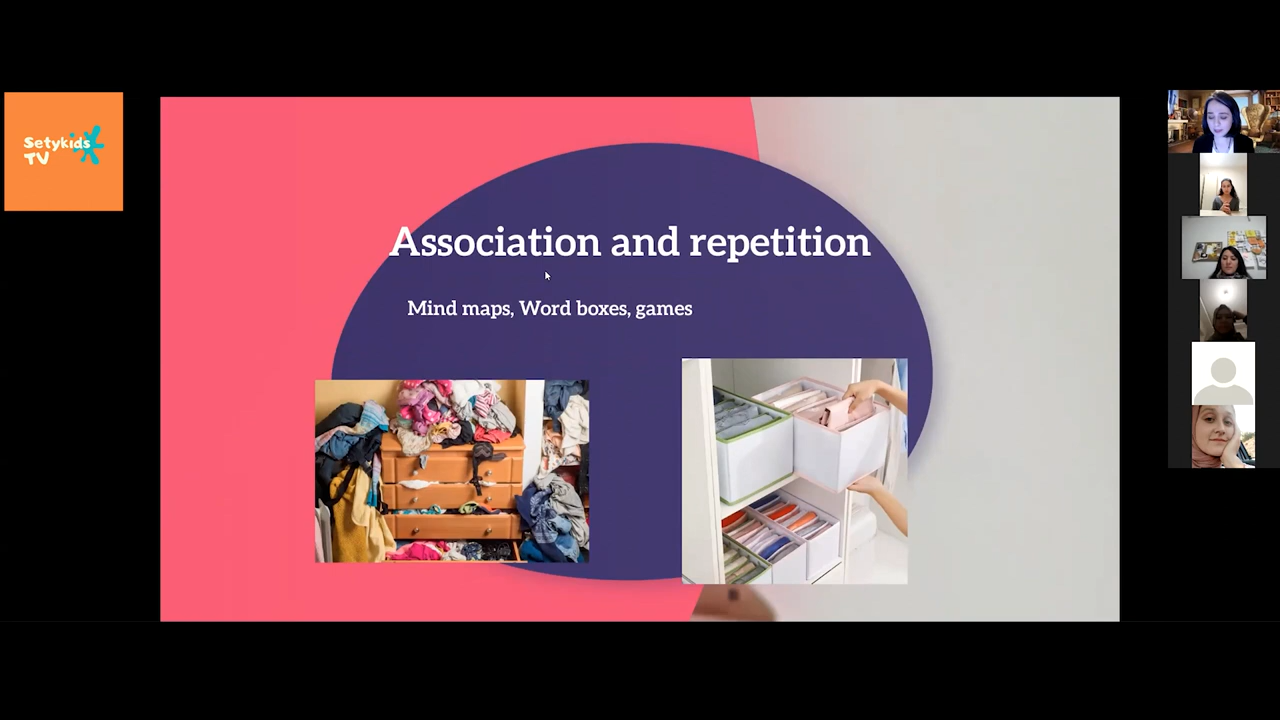 Setykids
TV
Association and repetition
Mind maps, Word boxes, games